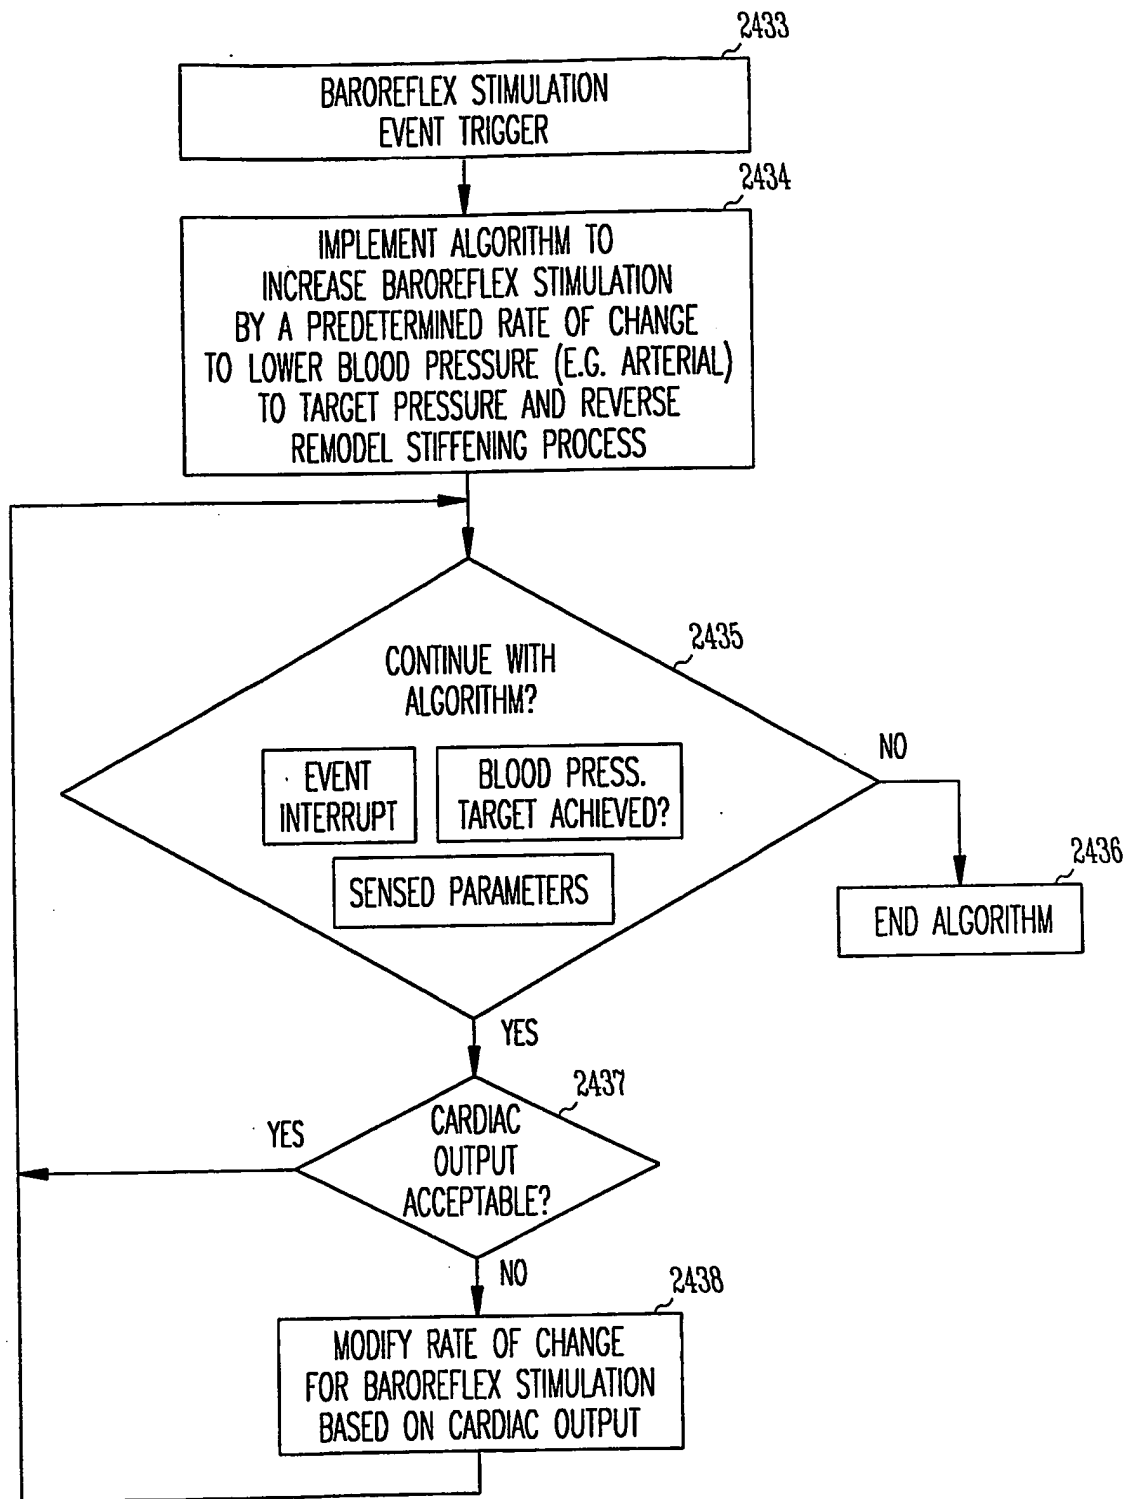 2433
BAROREFLEX STIMULATION
EVENT TRIGGER
2434
IMPLEMENT ALGORITHM TO
INCREASE BAROREFLEX STIMULATION
BY A PREDETERMINED RATE OF CHANGE
TO LOWER BLOOD PRESSURE (E.G. ARTERIAL)
TO TARGET PRESSURE AND REVERSE
REMODEL STIFFENING PROCESS
2435
CONTINUE WITH
ALGORITHM?
NO
EVENT
INTERRUPT
BLOOD PRESS.
TARGET ACHIEVED?
SENSED PARAMETERS
2436
END ALGORITHM
YES
2437
CARDIAC
OUTPUT
ACCEPTABLE?
YES
NO
2438
MODIFY RATE OF CHANGE
FOR BAROREFLEX STIMULATION
BASED ON CARDIAC OUTPUT